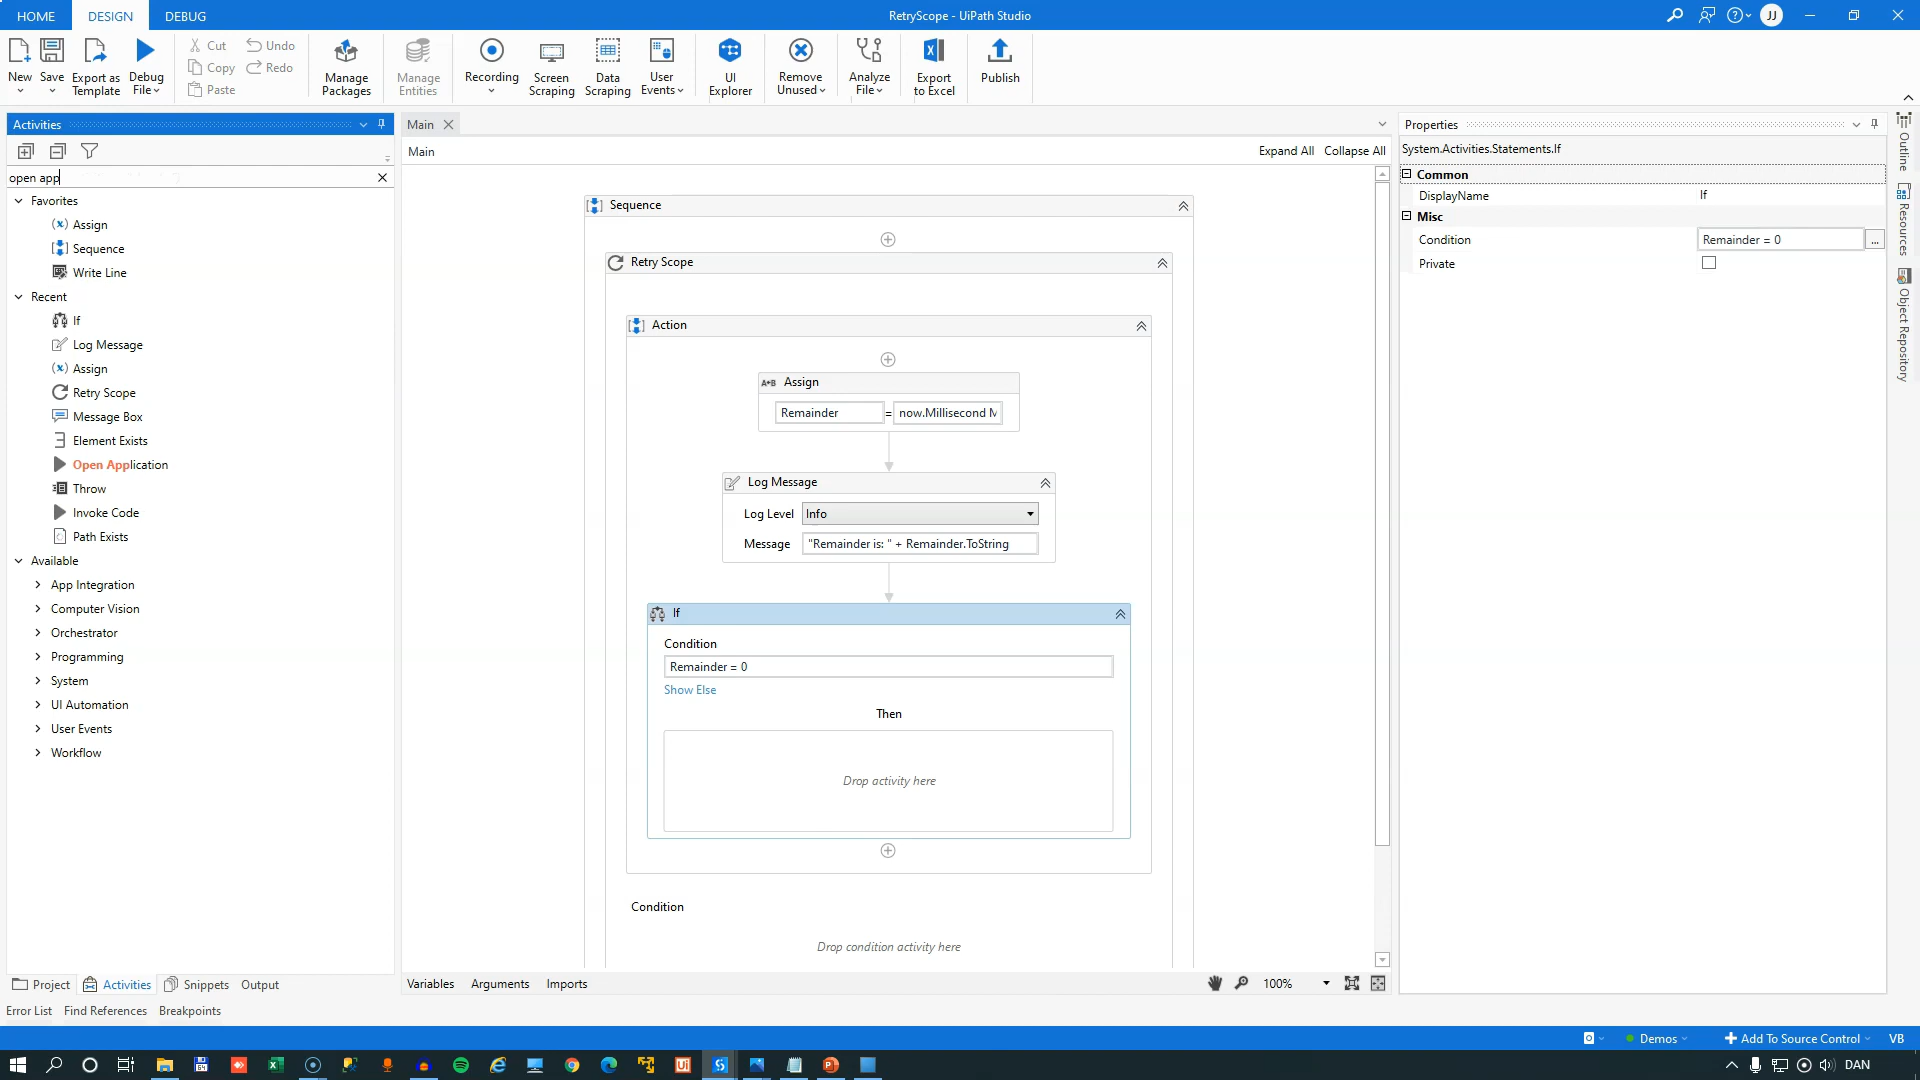 HOME
DESIGN
DEBUG
RetryScope - UiPath Studio
JJ
New
Save
Export as Template
Debug File
Cut
Copy
Paste
Undo
Redo
Manage Packages
Manage Entities
Recording
Screen Scraping
Data Scraping
User Events
UI Explorer
Remove Unused
Analyze File
Export to Excel
Publish
Activities
open app
Favorites
Assign
Sequence
Write Line
Recent
If
Log Message
Assign
Retry Scope
Message Box
Element Exists
Open Application
Throw
Invoke Code
Path Exists
Available
App Integration
Computer Vision
Orchestrator
Programming
System
UI Automation
User Events
Workflow
Project
Activities
Snippets
Output
Main
Main
Expand All
Collapse All
Sequence
Retry Scope
Action
A+B Assign
Remainder = now.Millisecond M
Log Message
Log Level Info
Message "Remainder is: " + Remainder.ToString
If
Condition
Remainder = 0
Show Else
Then
Drop activity here
Condition
Drop condition activity here
Variables
Arguments
Imports
100%
Properties
System.Activities.Statements.If
Common
DisplayName If
Misc
Condition Remainder = 0 ...
Private
Outline
Resources
Object Repository
Error List
Find References
Breakpoints
Demos
Add To Source Control
VB
DAN